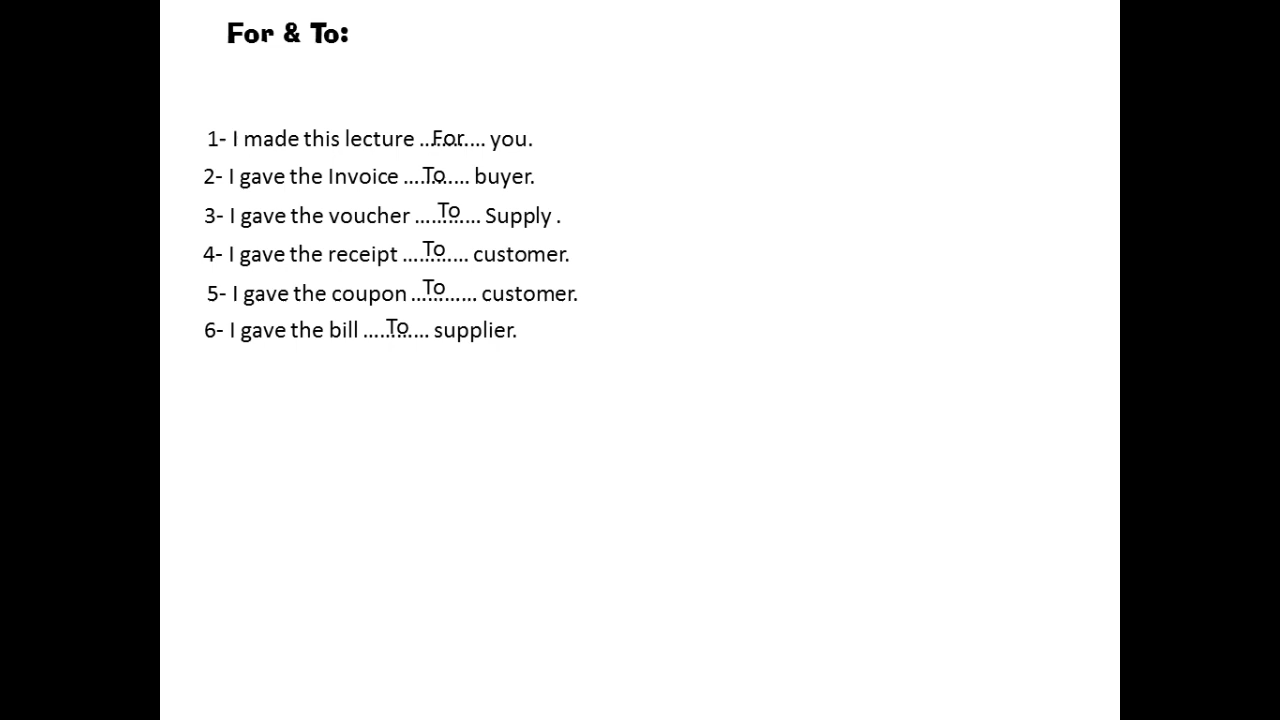 For & To:
1- I made this lecture ...For.... you.
2- I gave the Invoice ...To..... buyer.
3- I gave the voucher ....To.... Supply .
4- I gave the receipt ...To..... customer.
5- I gave the coupon ..To...... customer.
6- I gave the bill ....To.... supplier.